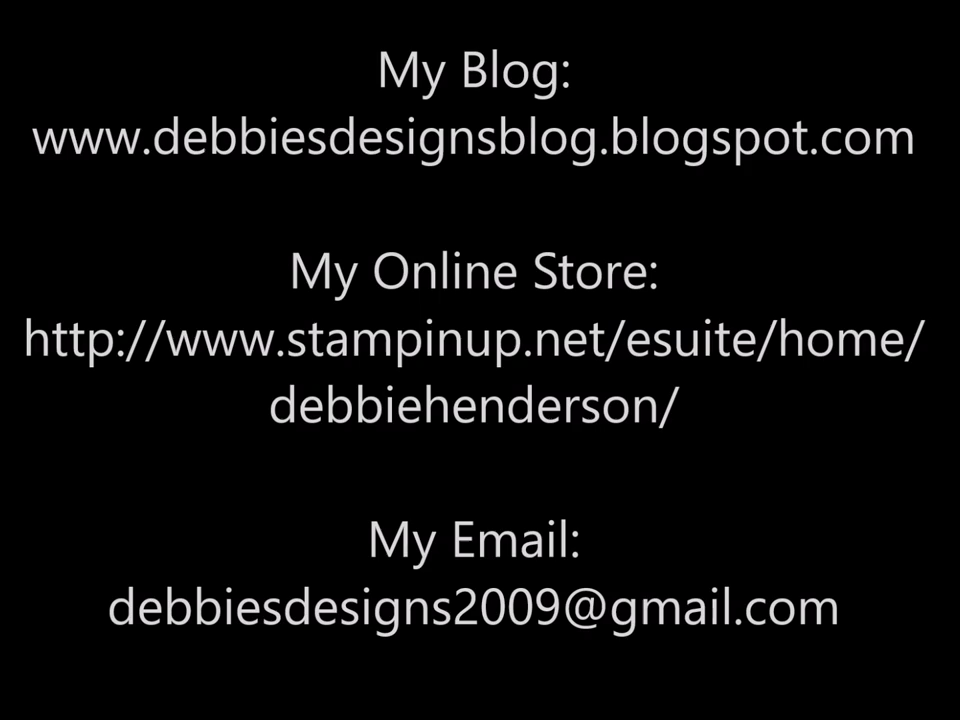 My Blog:
www.debbiesdesignsblog.blogspot.com
My Online Store:
http://www.stampinup.net/esuite/home/
debbiehenderson/
My Email:
debbiesdesigns2009@gmail.com